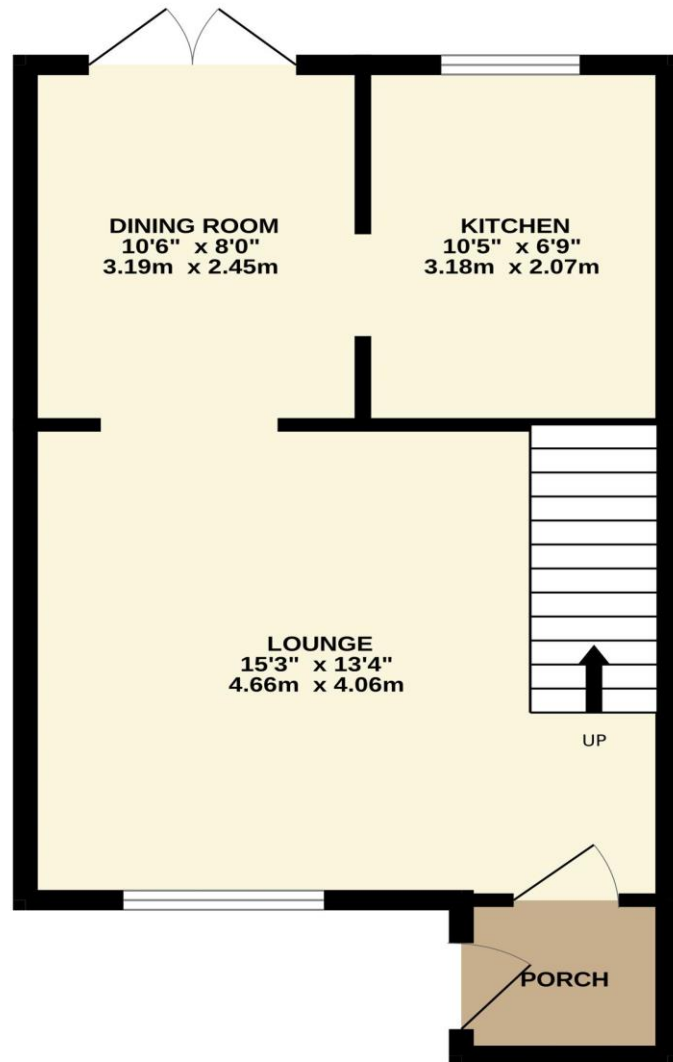 DINING ROOM
10'6" x 8'0"
3.19m x 2.45m
KITCHEN
10'5" x 6'9"
3.18m x 2.07m
LOUNGE
15'3" x 13'4"
4.66m x 4.06m
UP
PORCH